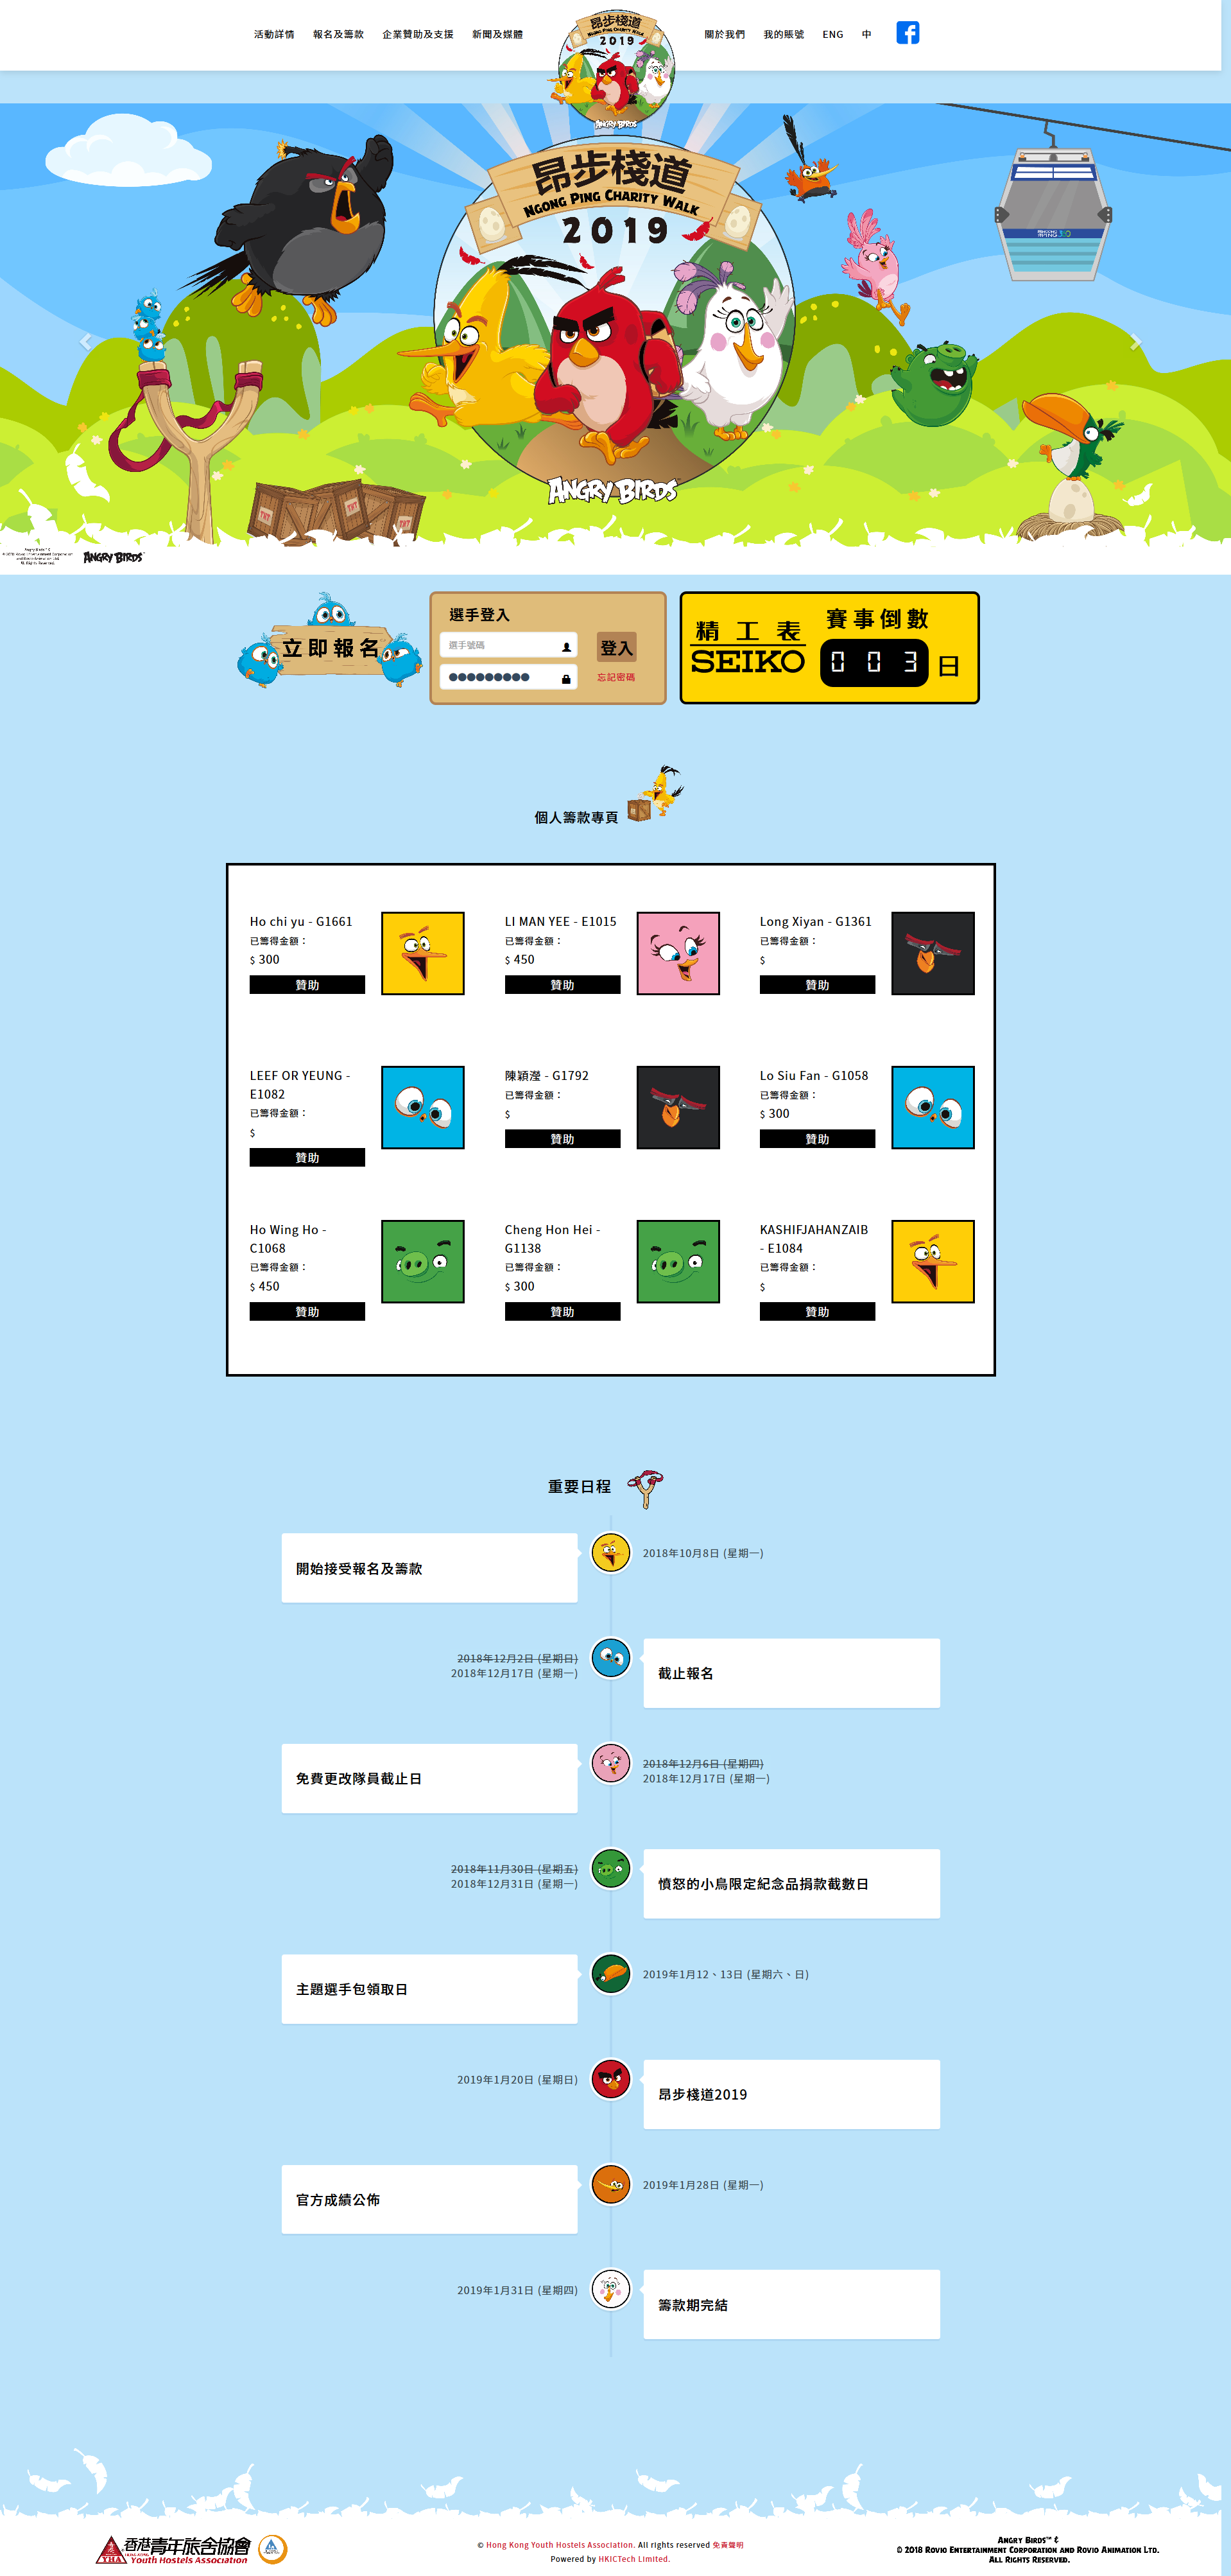 活動詳情
報名及籌款
企業贊助及支援
新聞及媒體
昂步棧道
Ngong Ping Charity Walk
2019
Angry Birds
關於我們
我的賬號
ENG
中
昂步棧道
Ngong Ping Charity Walk
2019
Angry Birds
TNT
TNT
TNT
Angry Birds
立即報名
選手登入
選手號碼
登入
忘記密碼
精工表
SEIKO
賽事倒數
003 日
個人籌款專頁
Ho chi yu - G1661
已籌得金額：
$ 300
贊助
LI MAN YEE - E1015
已籌得金額：
$ 450
贊助
Long Xiyan - G1361
已籌得金額：
$
贊助
LEEF OR YEUNG -
E1082
已籌得金額：
$
贊助
陳穎瀅 - G1792
已籌得金額：
$
贊助
Lo Siu Fan - G1058
已籌得金額：
$ 300
贊助
Ho Wing Ho -
C1068
已籌得金額：
$ 450
贊助
Cheng Hon Hei -
G1138
已籌得金額：
$ 300
贊助
KASHIFJAHANZAIB
- E1084
已籌得金額：
$
贊助
重要日程
開始接受報名及籌款
2018年10月8日 (星期一)
2018年12月2日 (星期日)
2018年12月17日 (星期一)
截止報名
免費更改隊員截止日
2018年12月6日 (星期四)
2018年12月17日 (星期一)
2018年11月30日 (星期五)
2018年12月31日 (星期一)
憤怒的小鳥限定紀念品捐款截數日
主題選手包領取日
2019年1月12、13日 (星期六、日)
2019年1月20日 (星期日)
昂步棧道2019
官方成績公佈
2019年1月28日 (星期一)
2019年1月31日 (星期四)
籌款期完結
香港青年旅舍協會
Youth Hostels Association
YHA
© Hong Kong Youth Hostels Association. All rights reserved 免責聲明
Powered by HKICTech Limited.
Angry Birds™ &
© 2018 Rovio Entertainment Corporation and Rovio Animation Ltd.
All Rights Reserved.